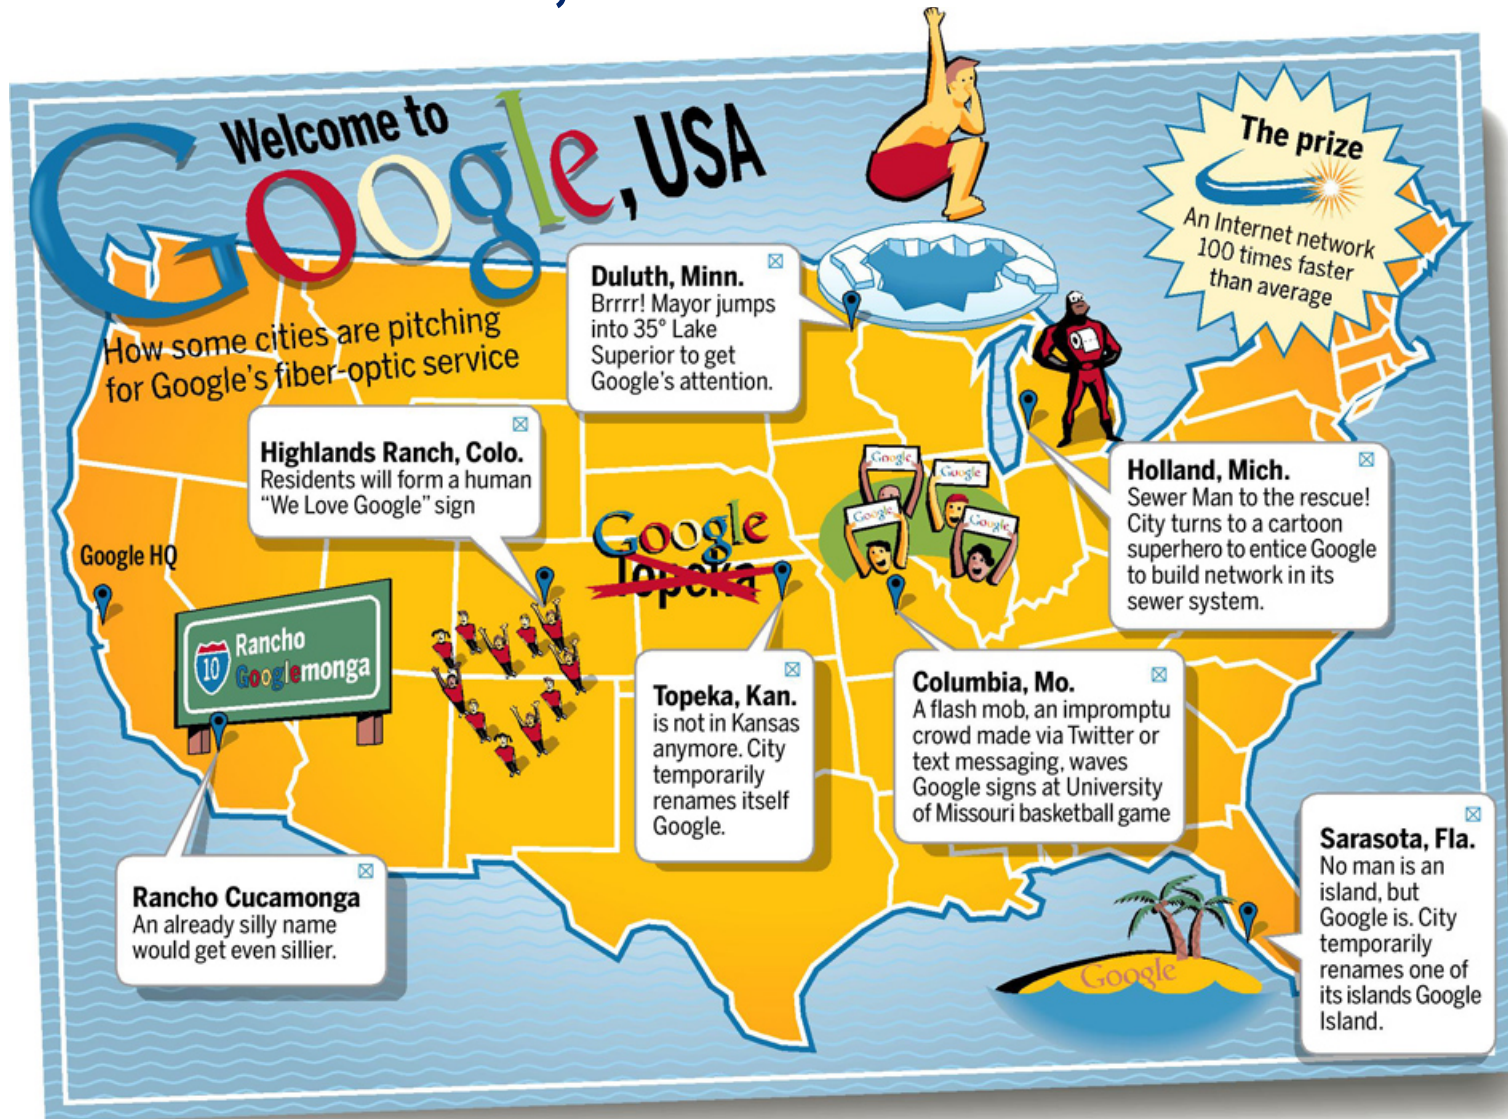 Welcome to
Google, USA
How some cities are pitching
for Google's fiber-optic service
The prize
An Internet network
100 times faster
than average
Duluth, Minn.
Brrrr! Mayor jumps
into 35° Lake
Superior to get
Google's attention.
Highlands Ranch, Colo.
Residents will form a human
“We Love Google” sign
Google HQ
10
Rancho
Googlemonga
Google
Topeka
Google
Google
Google
Google
Holland, Mich.
Sewer Man to the rescue!
City turns to a cartoon
superhero to entice Google
to build network in its
sewer system.
Topeka, Kan.
is not in Kansas
anymore. City
temporarily
renames itself
Google.
Columbia, Mo.
A flash mob, an impromptu
crowd made via Twitter or
text messaging, waves
Google signs at University
of Missouri basketball game
Rancho Cucamonga
An already silly name
would get even sillier.
Sarasota, Fla.
No man is an
island, but
Google is. City
temporarily
renames one of
its islands Google
Island.
Google